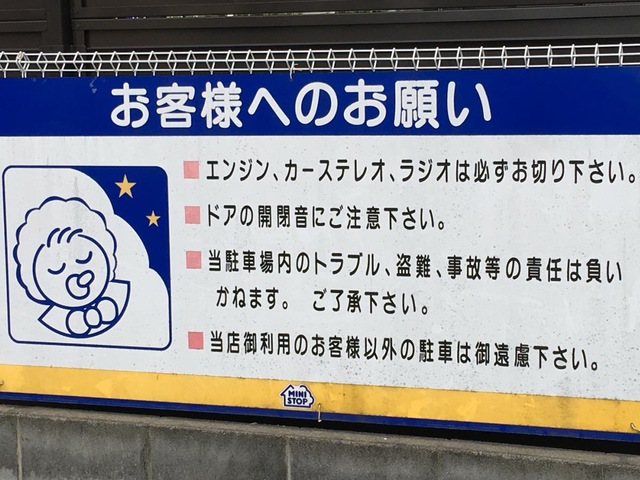 お客様へのお願い
エンジン、カーステレオ、ラジオは必ずお切り下さい。
ドアの開閉音にご注意下さい。
当駐車場内のトラブル、盗難、事故等の責任は負い
かねます。 ご了承下さい。
当店御利用のお客様以外の駐車は御遠慮下さい。
MINI
STOP